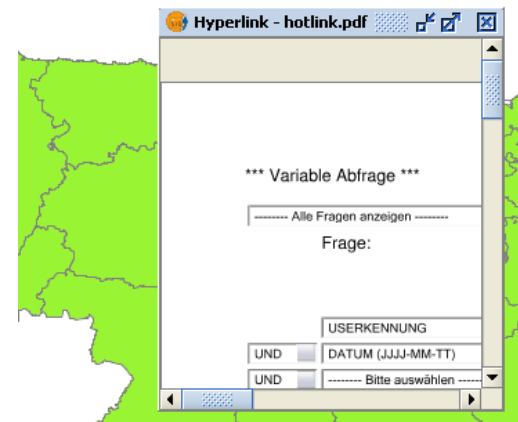 Hyperlink - hotlink.pdf
*** Variable Abfrage ***
-------- Alle Fragen anzeigen --------
Frage:
USERKENNUNG
UND DATUM (JJJJ-MM-TT)
UND -------- Bitte auswählen ----